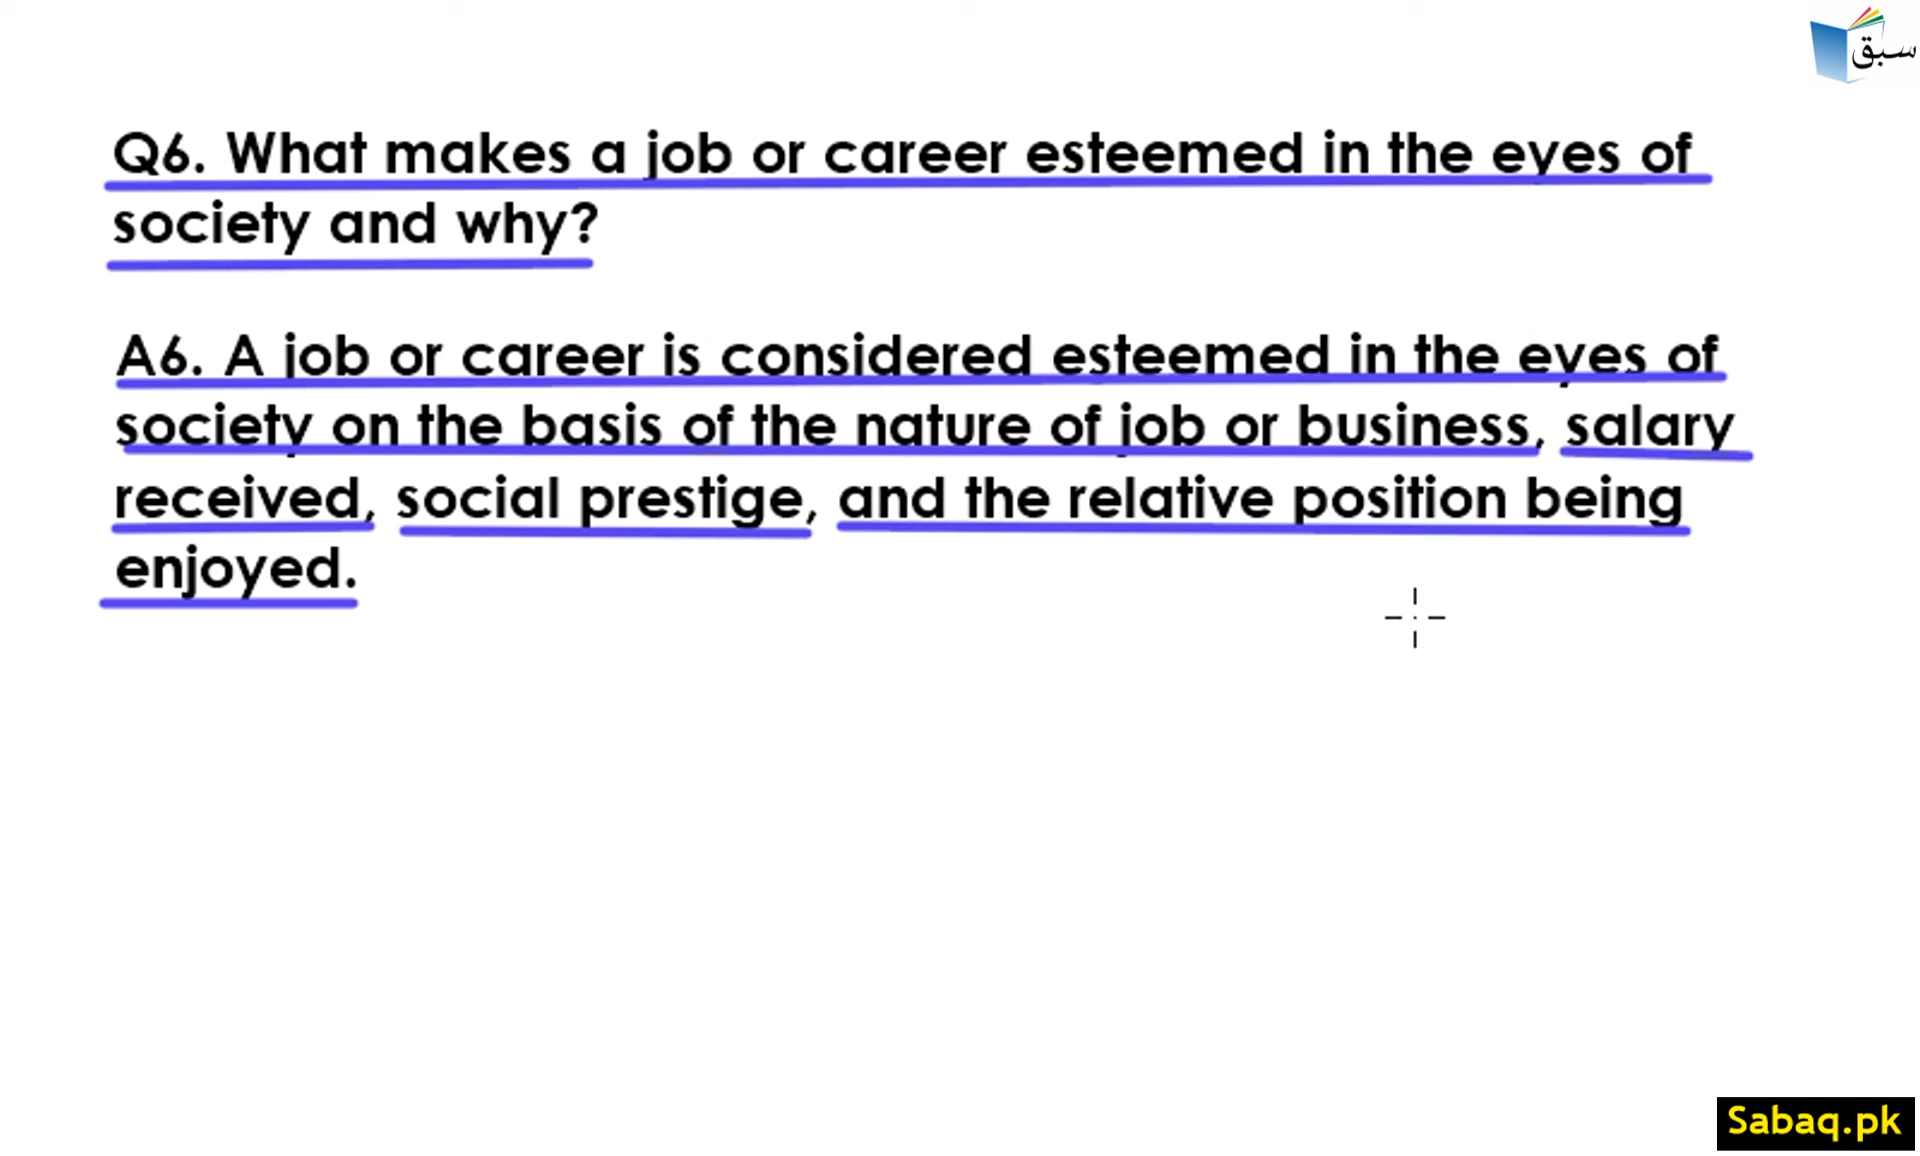 سبق
Q6. What makes a job or career esteemed in the eyes of
society and why?
A6. A job or career is considered esteemed in the eyes of
society on the basis of the nature of job or business, salary
received, social prestige, and the relative position being
enjoyed.
Sabaq.pk